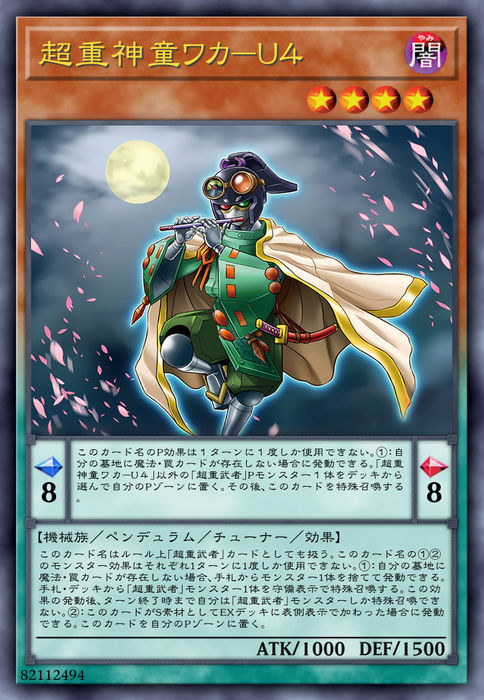 超重神童ワカ－U4
やみ
闇
このカード名のP効果は1ターンに1度しか使用できない。①：自
分の墓地に魔法・罠カードが存在しない場合に発動できる。「超重
神童ワカ－U4」以外の「超重武者」Pモンスター1体をデッキから
選んで自分のPゾーンに置く。その後、このカードを特殊召喚する
。
8
8
【機械族／ペンデュラム／チューナー／効果】
このカード名はルール上「超重武者」カードとしても扱う。このカード名の①②
のモンスター効果はそれぞれ1ターンに1度しか使用できない。①：自分の墓地に
魔法・罠カードが存在しない場合、手札からモンスター1体を捨てて発動できる。
手札・デッキから「超重武者」モンスター1体を守備表示で特殊召喚する。この効
果の発動後、ターン終了時まで自分は「超重武者」モンスターしか特殊召喚できな
い。②：このカードがS素材としてEXデッキに表側表示で加わった場合に発動
できる。このカードを自分のPゾーンに置く。
ATK/1000 DEF/1500
82112494